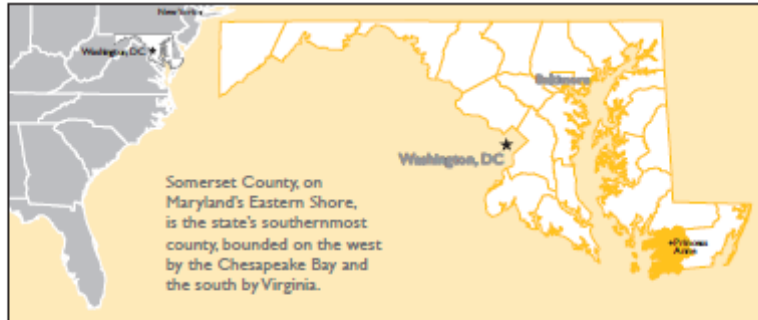 New York
Washington, DC
Baltimore
Washington, DC
Somerset County, on
Maryland's Eastern Shore,
is the state's southernmost
county, bounded on the west
by the Chesapeake Bay and
the south by Virginia.
Princess
Anne